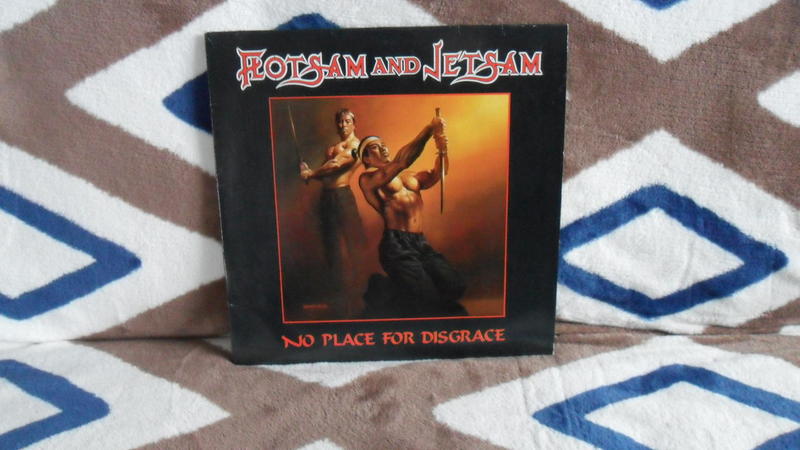 FLOTSAM AND JETSAM
NO PLACE FOR DISGRACE